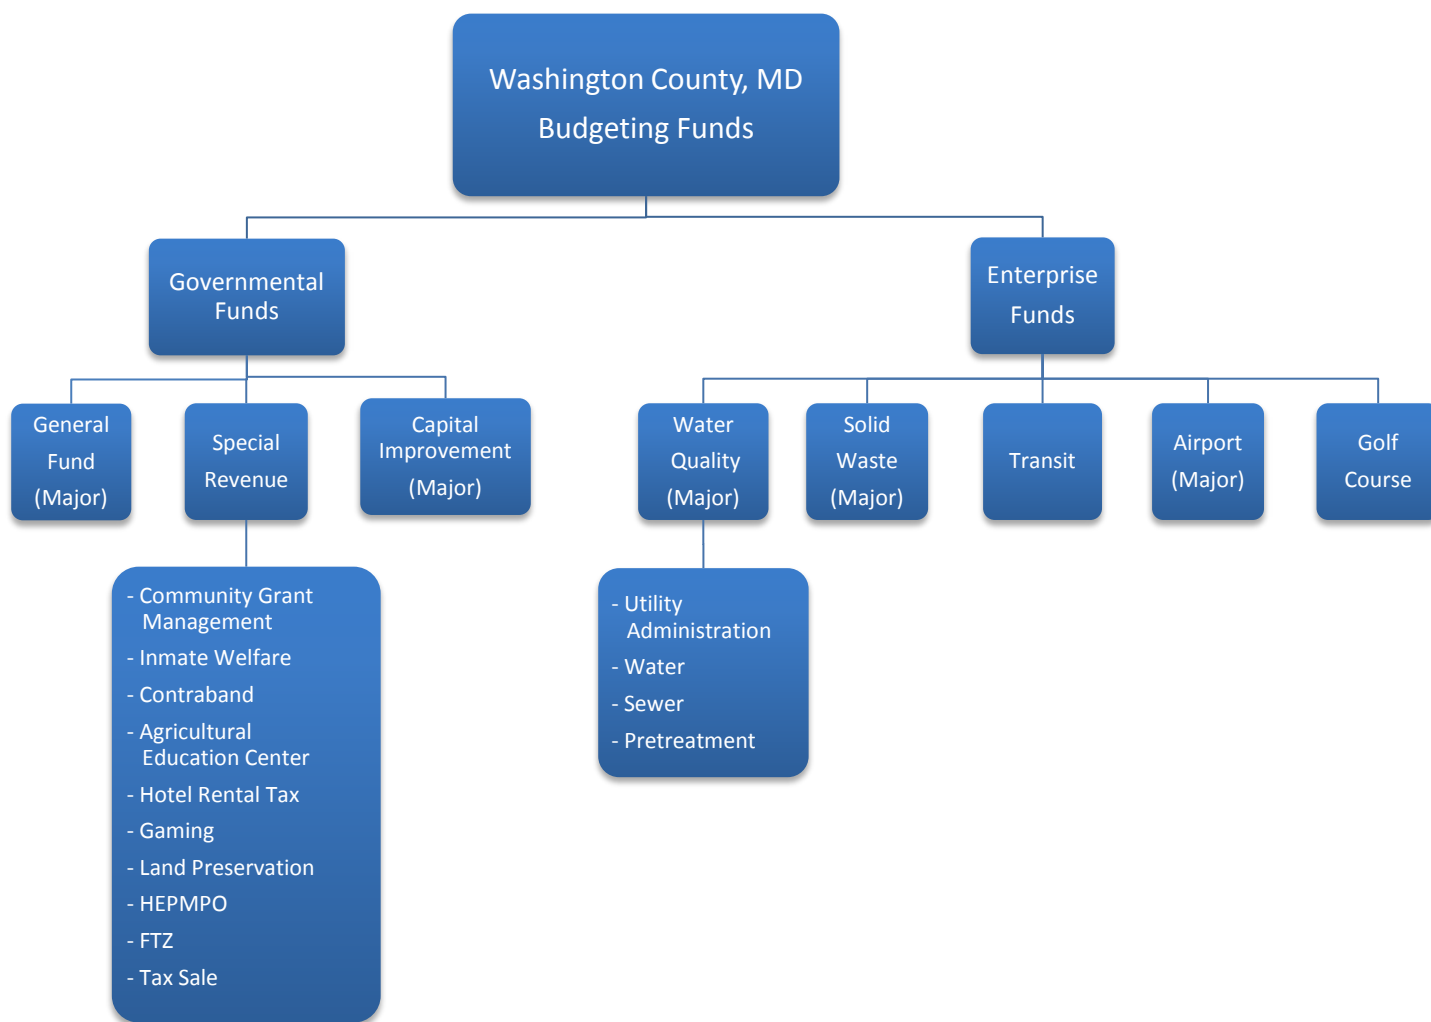 Washington County, MD
Budgeting Funds
Governmental
Funds
Enterprise
Funds
General
Fund
(Major)
Special
Revenue
Capital
Improvement
(Major)
Water
Quality
(Major)
Solid
Waste
(Major)
Transit
Airport
(Major)
Golf
Course
- Community Grant
Management
- Inmate Welfare
- Contraband
- Agricultural
Education Center
- Hotel Rental Tax
- Gaming
- Land Preservation
- HEPMPO
- FTZ
- Tax Sale
- Utility
Administration
- Water
- Sewer
- Pretreatment